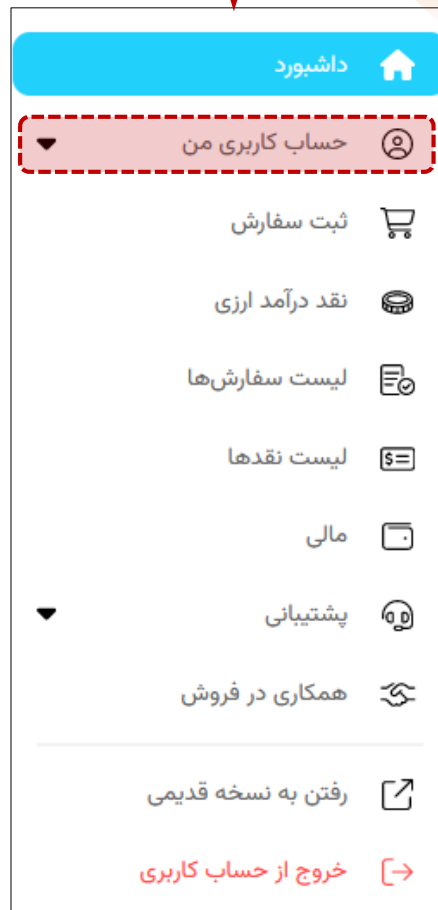 داشبورد
حساب کاربری من
ثبت سفارش
نقد درآمد ارزی
لیست سفارش‌ها
لیست نقدها
مالی
پشتیبانی
همکاری در فروش
رفتن به نسخه قدیمی
خروج از حساب کاربری